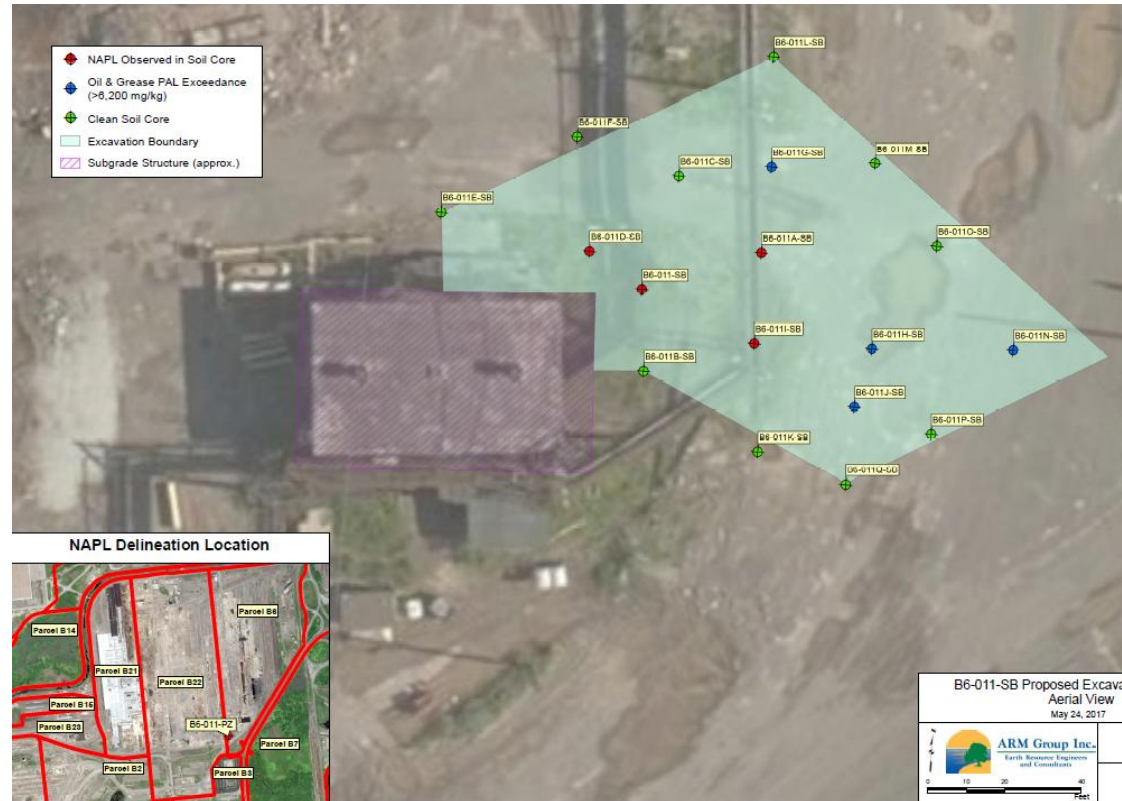 NAPL Observed in Soil Core
Oil & Grease PAL Exceedance
(>6,200 mg/kg)
Clean Soil Core
Excavation Boundary
Subgrade Structure (approx.)
B6-011L-SB
B6-011F-SB
B6-011C-SB
B6-011G-SB
B6-011M-SB
B6-011E-SB
B6-011D-SB
B6-011A-SB
B6-011O-SB
B6-011-SB
B6-011I-SB
B6-011H-SB
B6-011N-SB
B6-011B-SB
B6-011J-SB
B6-011P-SB
B6-011K-SB
B6-011Q-SB
NAPL Delineation Location
Parcel B6
Parcel B14
Parcel B21
Parcel B22
Parcel B15
Parcel B23
B6-011-PZ
Parcel B7
Parcel B2
Parcel B3
B6-011-SB Proposed Excava
Aerial View
May 24, 2017
ARM Group Inc.
Earth Resource Engineers
and Consultants
0 10 20 40
Feet